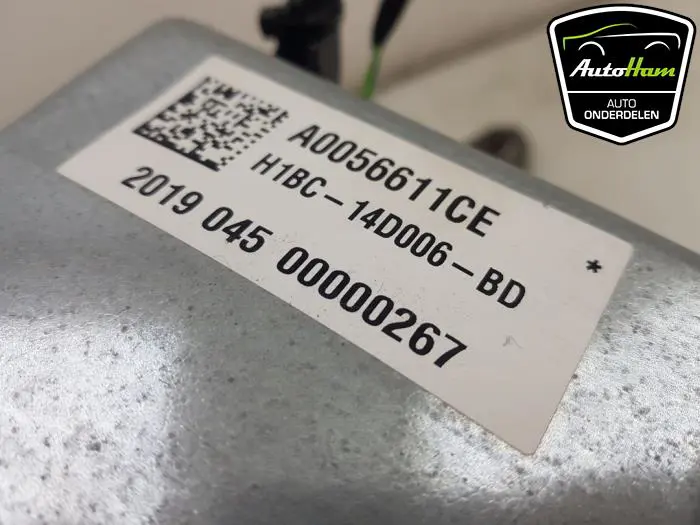 AutoHam
AUTO
ONDERDELEN
A0056611CE
H1BC-14D006-BD
*
2019 045 00000267